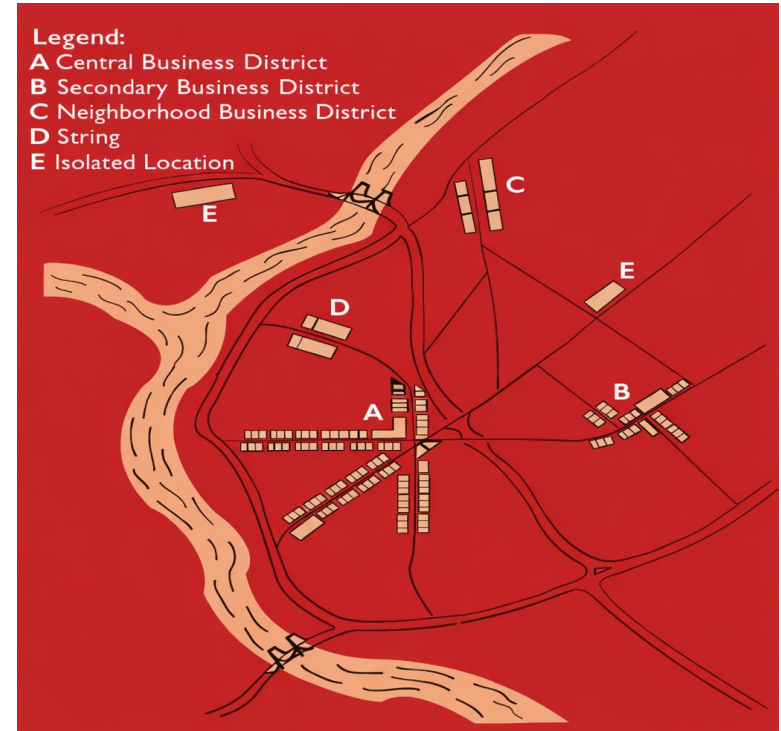 Legend:
A Central Business District
B Secondary Business District
C Neighborhood Business District
D String
E Isolated Location
C
E
E
D
B
A